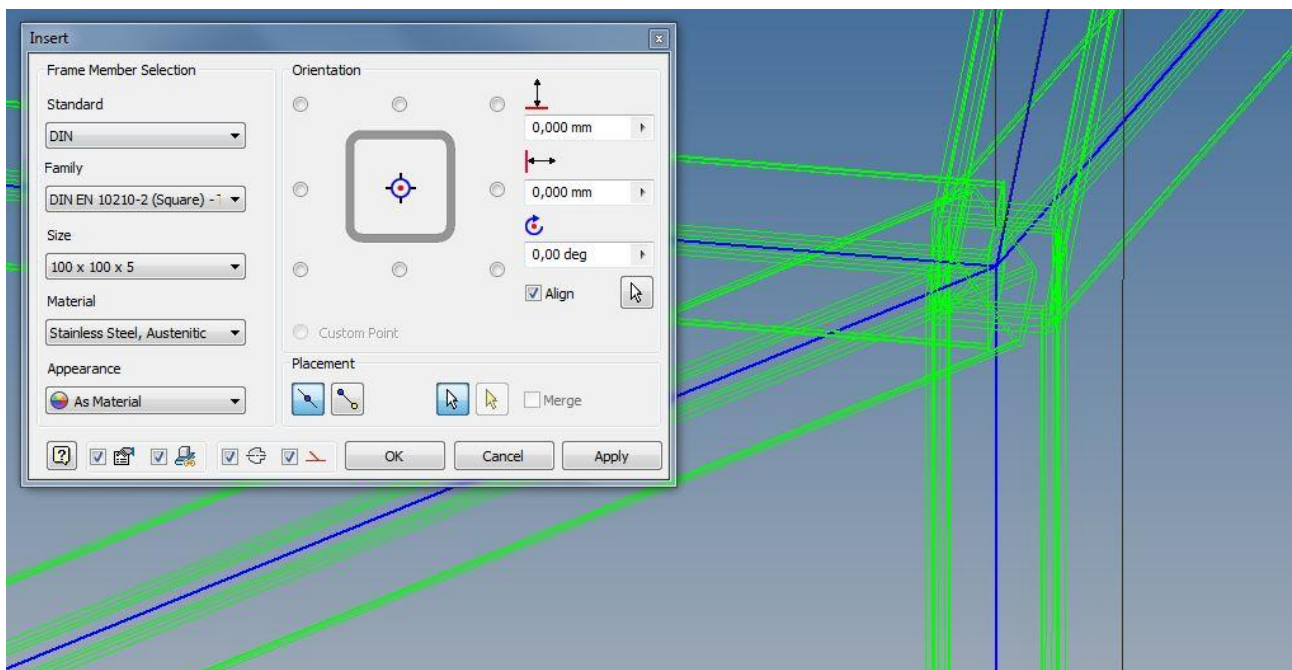 Insert
Frame Member Selection
Standard
DIN
Family
DIN EN 10210-2 (Square) -
Size
100 x 100 x 5
Material
Stainless Steel, Austenitic
Appearance
As Material
Orientation
0,000 mm
0,000 mm
0,00 deg
Align
Custom Point
Placement
Merge
OK
Cancel
Apply